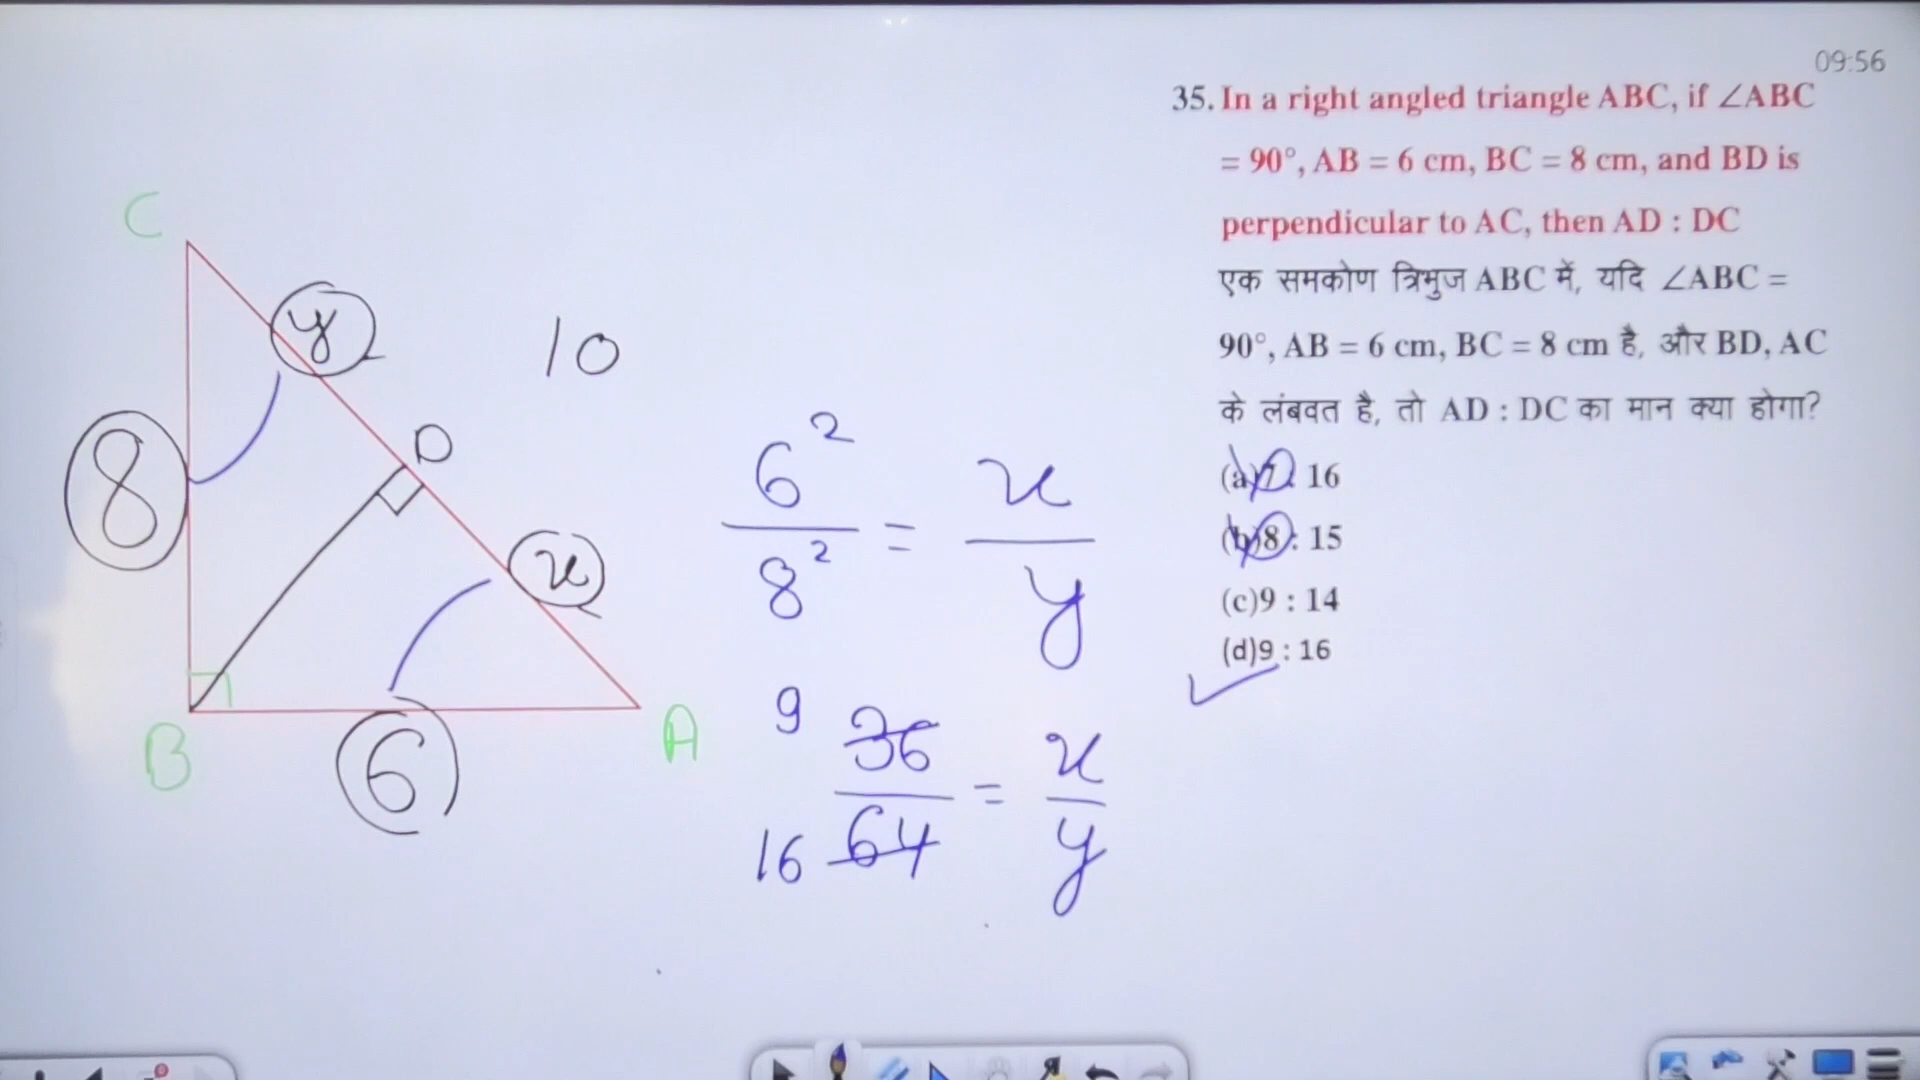 09:56
35. In a right angled triangle ABC, if ∠ABC
= 90°, AB = 6 cm, BC = 8 cm, and BD is
perpendicular to AC, then AD : DC
एक समकोण त्रिभुज ABC में, यदि ∠ABC =
90°, AB = 6 cm, BC = 8 cm है, और BD, AC
के लंबवत है, तो AD : DC का मान क्या होगा?
(a)7 : 16
(b)8 : 15
(c)9 : 14
(d)9 : 16
C
y
10
D
8
x
B
6
A
6² / 8² = x / y
9 36 / 16 64 = x / y